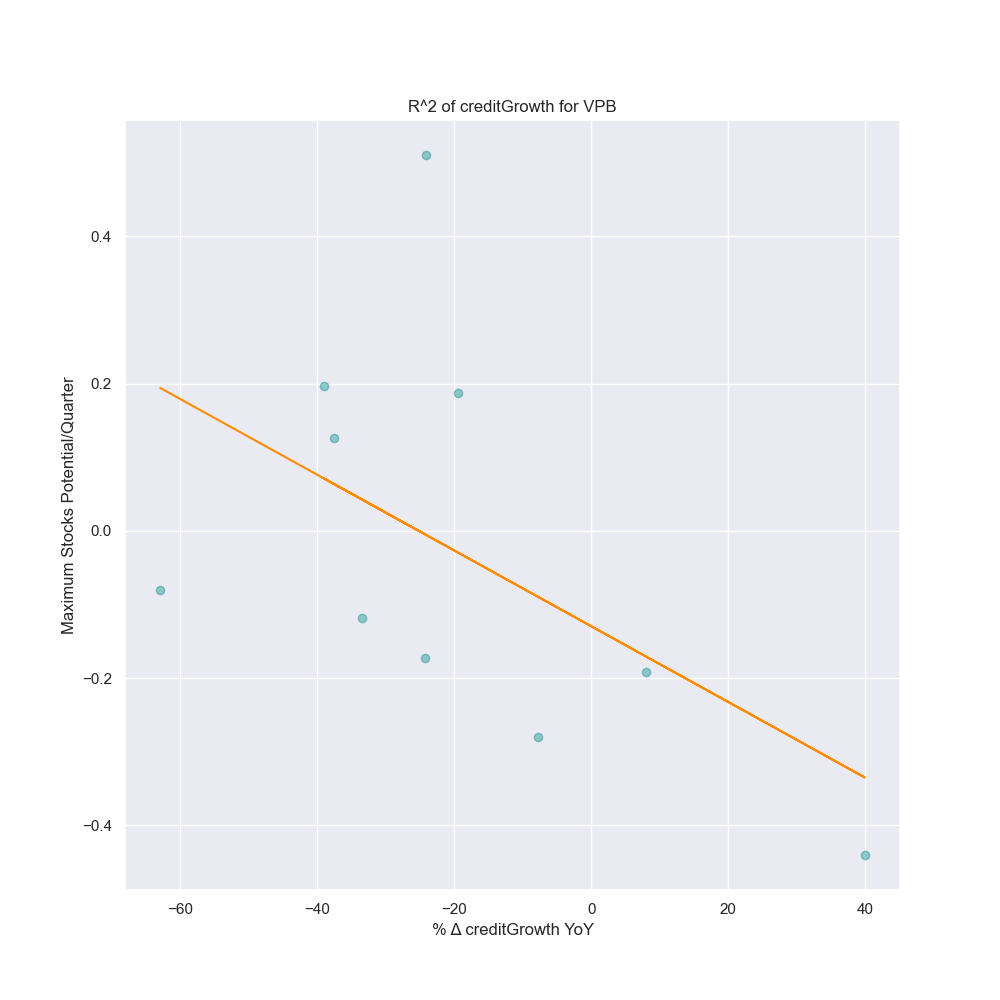 R^2 of creditGrowth for VPB
Maximum Stocks Potential/Quarter
0.4
0.2
0.0
−0.2
−0.4
−60 −40 −20 0 20 40
% Δ creditGrowth YoY